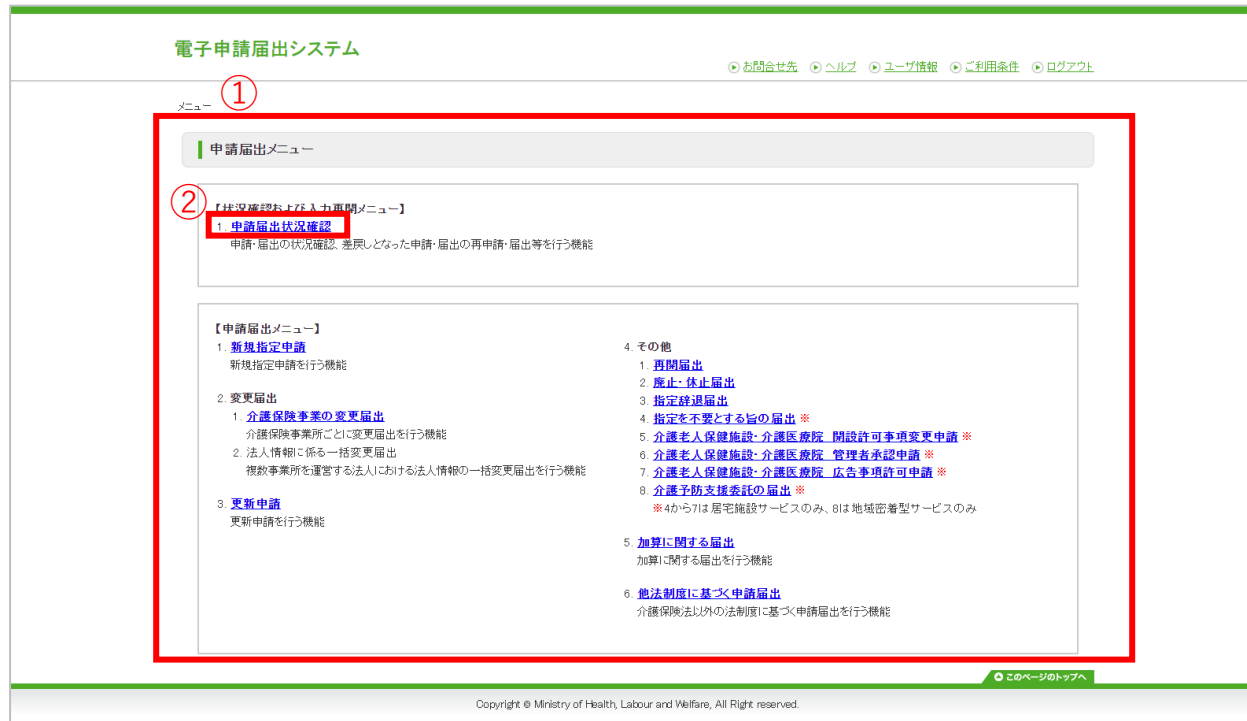 電子申請届出システム
お問合せ先 ヘルプ ユーザ情報 ご利用条件 ログアウト
①
メニュー
申請届出メニュー
②
【状況確認および入力再開メニュー】
1. 申請届出状況確認
申請・届出の状況確認、差戻しとなった申請・届出の再申請・届出等を行う機能
【申請届出メニュー】
1. 新規指定申請
新規指定申請を行う機能
2. 変更届出
1. 介護保険事業の変更届出
介護保険事業所ごとに変更届出を行う機能
2. 法人情報に係る一括変更届出
複数事業所を運営する法人における法人情報の一括変更届出を行う機能
3. 更新申請
更新申請を行う機能
4. その他
1. 再開届出
2. 廃止・休止届出
3. 指定辞退届出
4. 指定を不要とする旨の届出 ※
5. 介護老人保健施設・介護医療院 開設許可事項変更申請 ※
6. 介護老人保健施設・介護医療院 管理者承認申請 ※
7. 介護老人保健施設・介護医療院 広告事項許可申請 ※
8. 介護予防支援委託の届出 ※
※4から7は居宅施設サービスのみ、8は地域密着型サービスのみ
5. 加算に関する届出
加算に関する届出を行う機能
6. 他法制度に基づく申請届出
介護保険法以外の法制度に基づく申請届出を行う機能
このページのトップへ
Copyright © Ministry of Health, Labour and Welfare, All Right reserved.